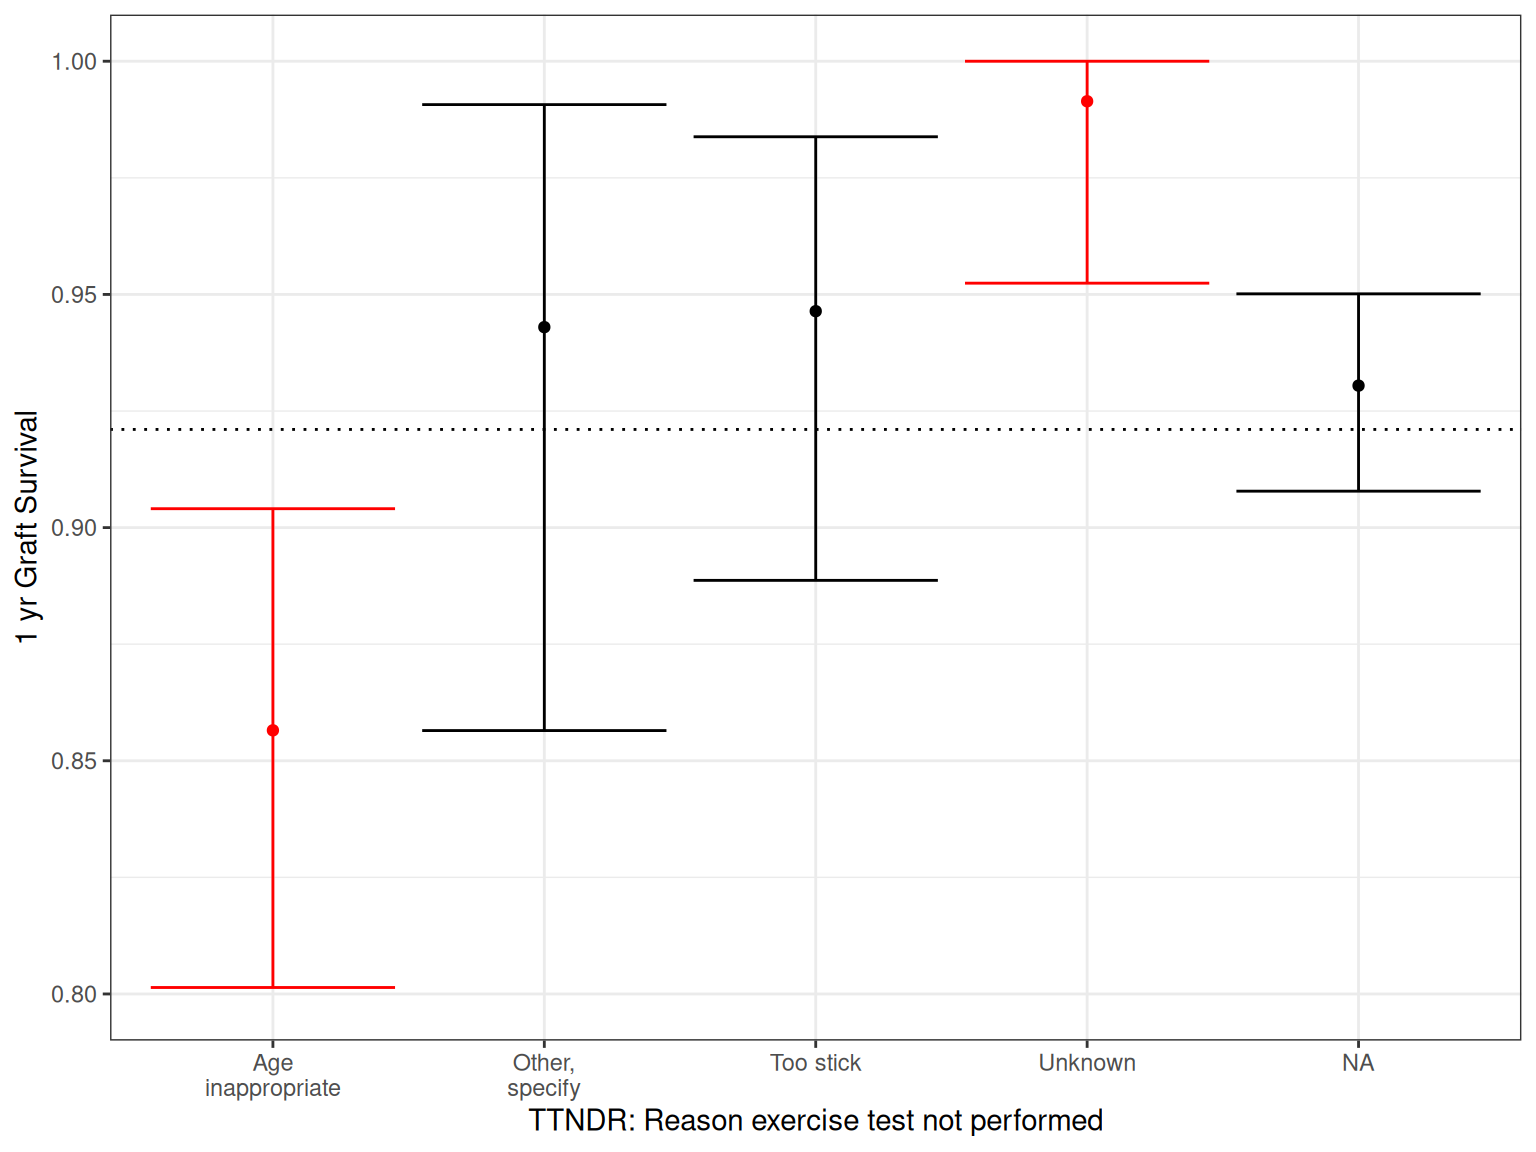 1.00
0.95
0.90
0.85
0.80
1 yr Graft Survival
Age
inappropriate
Other,
specify
Too stick
Unknown
NA
TTNDR: Reason exercise test not performed